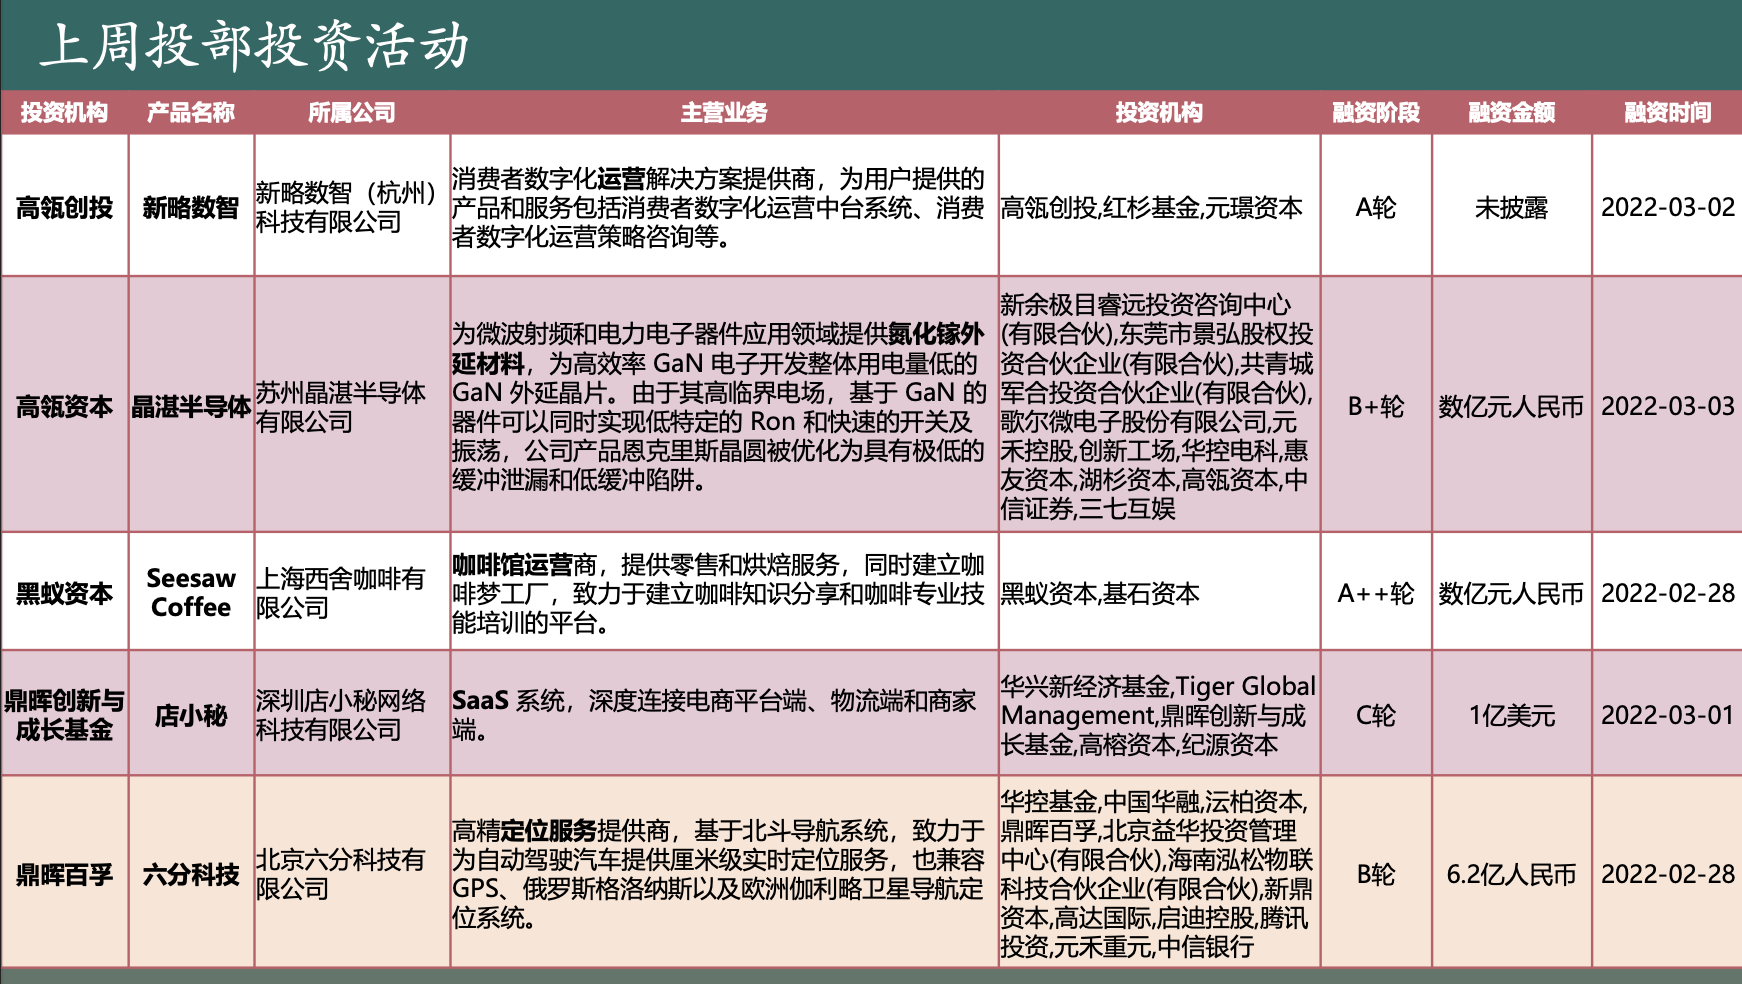 上周投部投资活动
投资机构 产品名称 所属公司 主营业务 投资机构 融资阶段 融资金额 融资时间
高瓴创投
新略数智
新略数智（杭州）
科技有限公司
消费者数字化运营解决方案提供商，为用户提供的
产品和服务包括消费者数字化运营中台系统、消费
者数字化运营策略咨询等。
高瓴创投,红杉基金,元璟资本
A轮
未披露
2022-03-02
高瓴资本
晶湛半导体
苏州晶湛半导体
有限公司
为微波射频和电力电子器件应用领域提供氮化镓外
延材料，为高效率 GaN 电子开发整体用电量低的
GaN 外延晶片。由于其高临界电场，基于 GaN 的
器件可以同时实现低特定的 Ron 和快速的开关及
振荡，公司产品恩克里斯晶圆被优化为具有极低的
缓冲泄漏和低缓冲陷阱。
新余极目睿远投资咨询中心
(有限合伙),东莞市景弘股权投
资合伙企业(有限合伙),共青城
军合投资合伙企业(有限合伙),
歌尔微电子股份有限公司,元
禾控股,创新工场,华控电科,惠
友资本,湖杉资本,高瓴资本,中
信证券,三七互娱
B+轮
数亿元人民币
2022-03-03
黑蚁资本
Seesaw
Coffee
上海西舍咖啡有
限公司
咖啡馆运营商，提供零售和烘焙服务，同时建立咖
啡梦工厂，致力于建立咖啡知识分享和咖啡专业技
能培训的平台。
黑蚁资本,基石资本
A++轮
数亿元人民币
2022-02-28
鼎晖创新与
成长基金
店小秘
深圳店小秘网络
科技有限公司
SaaS 系统，深度连接电商平台端、物流端和商家
端。
华兴新经济基金,Tiger Global
Management,鼎晖创新与成
长基金,高榕资本,纪源资本
C轮
1亿美元
2022-03-01
鼎晖百孚
六分科技
北京六分科技有
限公司
高精定位服务提供商，基于北斗导航系统，致力于
为自动驾驶汽车提供厘米级实时定位服务，也兼容
GPS、俄罗斯格洛纳斯以及欧洲伽利略卫星导航定
位系统。
华控基金,中国华融,沄柏资本,
鼎晖百孚,北京益华投资管理
中心(有限合伙),海南泓松物联
科技合伙企业(有限合伙),新鼎
资本,高达国际,启迪控股,腾讯
投资,元禾重元,中信银行
B轮
6.2亿人民币
2022-02-28